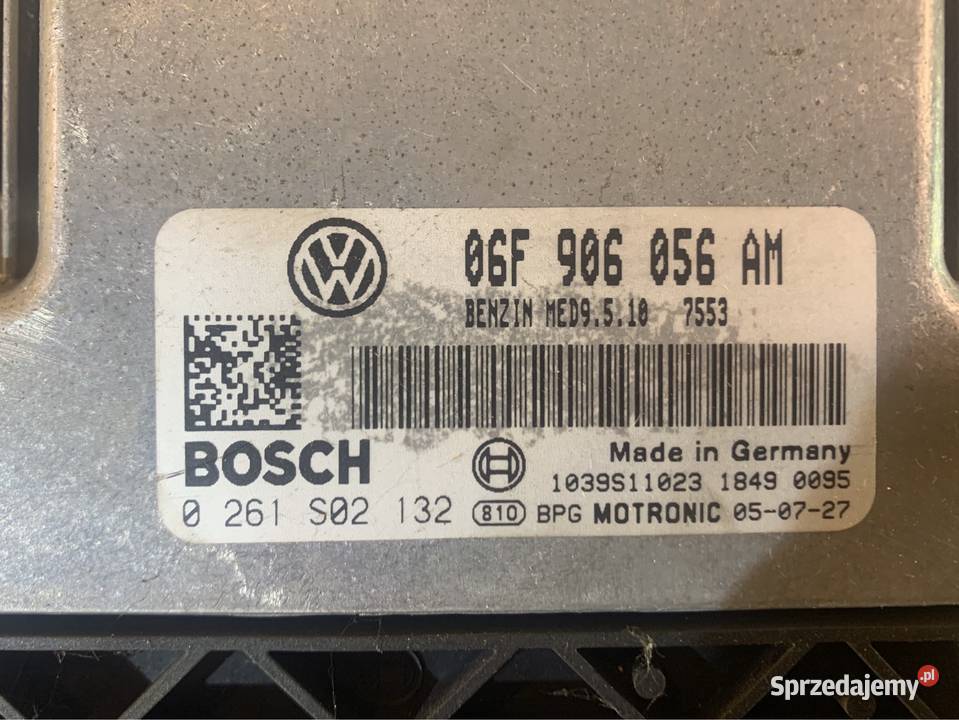 06F 906 056 AM
BENZIN MED9.5.10 7553
BOSCH
Made in Germany
1039S11023 1849 0095
0 261 S02 132 810 BPG MOTRONIC 05-07-27
Sprzedajemy.pl